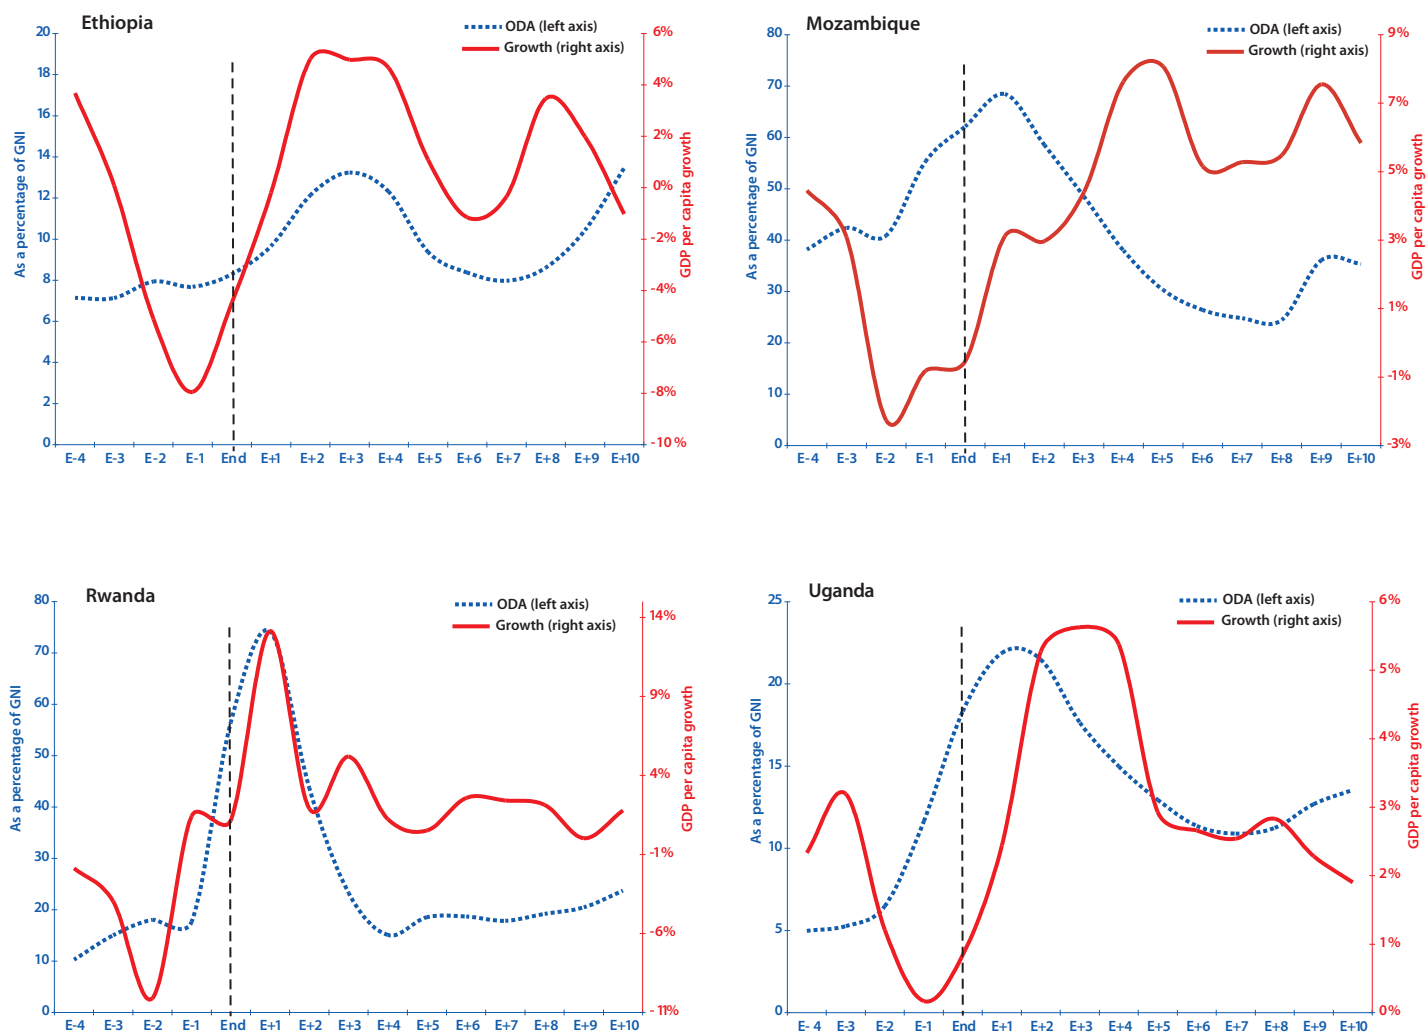 Ethiopia
ODA (left axis)
Growth (right axis)
As a percentage of GNI
GDP per capita growth
20
18
16
14
12
10
8
6
4
2
0
6%
4%
2%
0%
-2%
-4%
-6%
-8%
-10%
E-4 E-3 E-2 E-1 End E+1 E+2 E+3 E+4 E+5 E+6 E+7 E+8 E+9 E+10
Mozambique
ODA (left axis)
Growth (right axis)
As a percentage of GNI
GDP per capita growth
80
70
60
50
40
30
20
10
0
9%
7%
5%
3%
1%
-1%
-3%
E-4 E-3 E-2 E-1 End E+1 E+2 E+3 E+4 E+5 E+6 E+7 E+8 E+9 E+10
Rwanda
ODA (left axis)
Growth (right axis)
As a percentage of GNI
GDP per capita growth
80
70
60
50
40
30
20
10
0
14%
9%
4%
-1%
-6%
-11%
E-4 E-3 E-2 E-1 End E+1 E+2 E+3 E+4 E+5 E+6 E+7 E+8 E+9 E+10
Uganda
ODA (left axis)
Growth (right axis)
As a percentage of GNI
GDP per capita growth
25
20
15
10
5
0
6%
5%
4%
3%
2%
1%
0%
E-4 E-3 E-2 E-1 End E+1 E+2 E+3 E+4 E+5 E+6 E+7 E+8 E+9 E+10